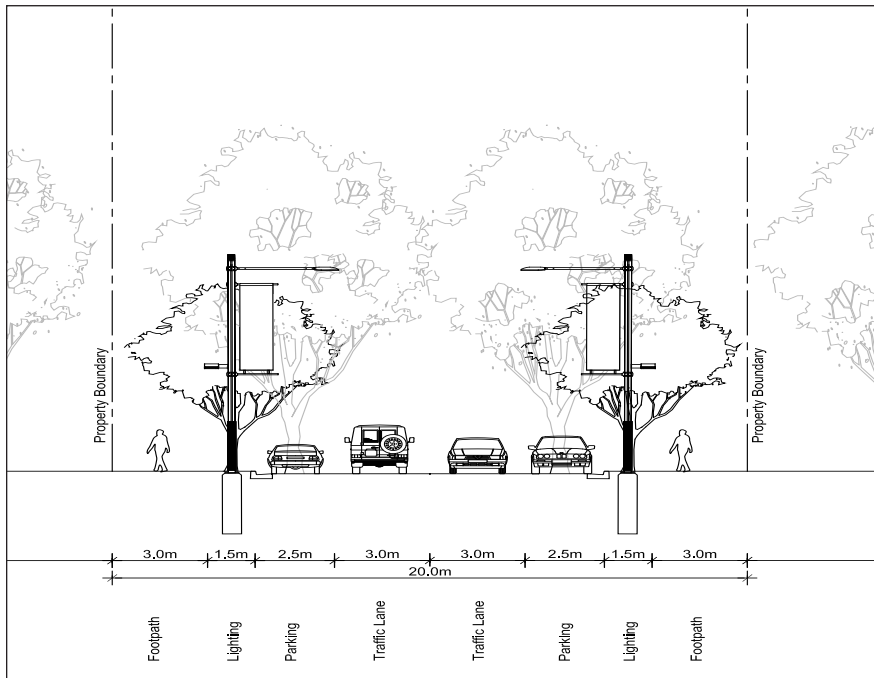 Property Boundary
Property Boundary
3.0m 1.5m 2.5m 3.0m 3.0m 2.5m 1.5m 3.0m
20.0m
Footpath
Lighting
Parking
Traffic Lane
Traffic Lane
Parking
Lighting
Footpath